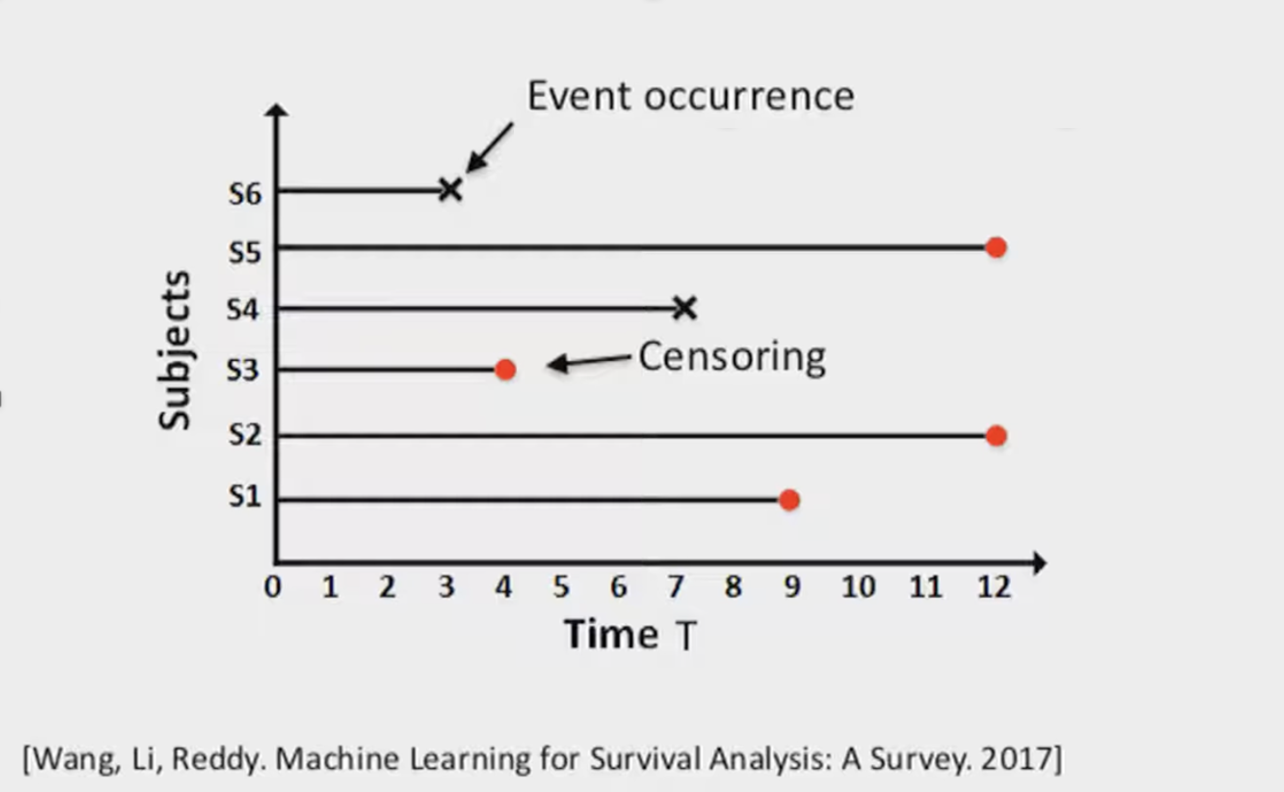 Event occurrence
S6
S5
S4
S3
Censoring
S2
S1
Subjects
0 1 2 3 4 5 6 7 8 9 10 11 12
Time T
[Wang, Li, Reddy. Machine Learning for Survival Analysis: A Survey. 2017]